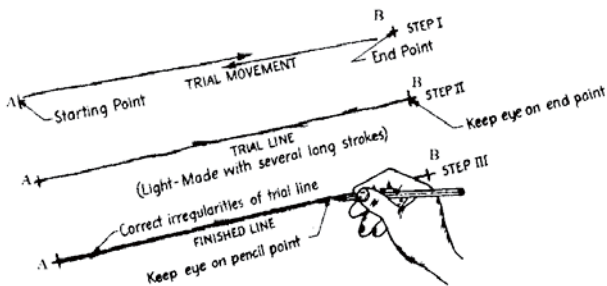 B
STEP I
End Point
TRIAL MOVEMENT
A
Starting Point
B
STEP II
Keep eye on end point
TRIAL LINE
(Light-Made with several long strokes)
A
B
STEP III
Correct irregularities of trial line
FINISHED LINE
A
Keep eye on pencil point